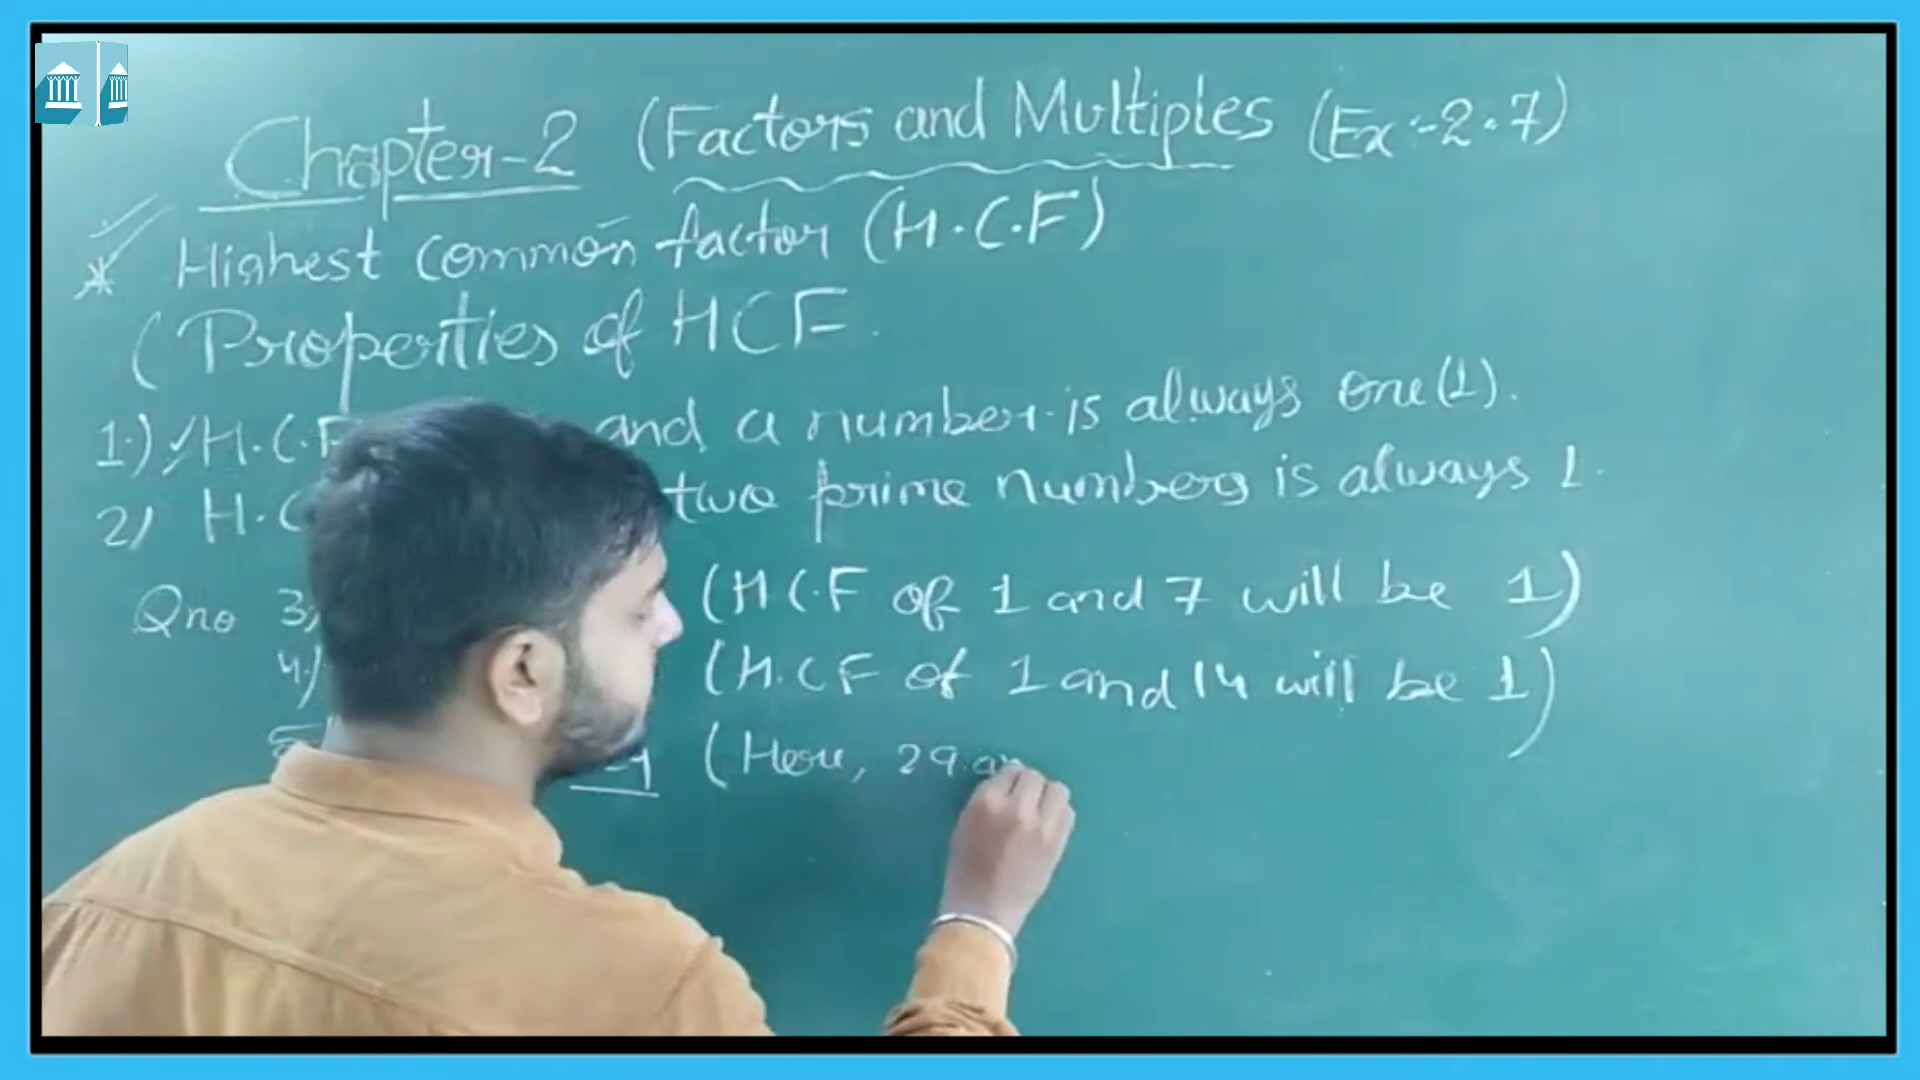 Chapter-2 (Factors and Multiples (Ex:-2.7)
* Highest common factor (H.C.F)
(Properties of HCF.
1.) H.C.F and a number is always one (1).
2) H.C two prime numbers is always 1.
Qno 3) (H.C.F of 1 and 7 will be 1)
4.) (H.C.F of 1 and 14 will be 1)
-1 (Here, 29 an